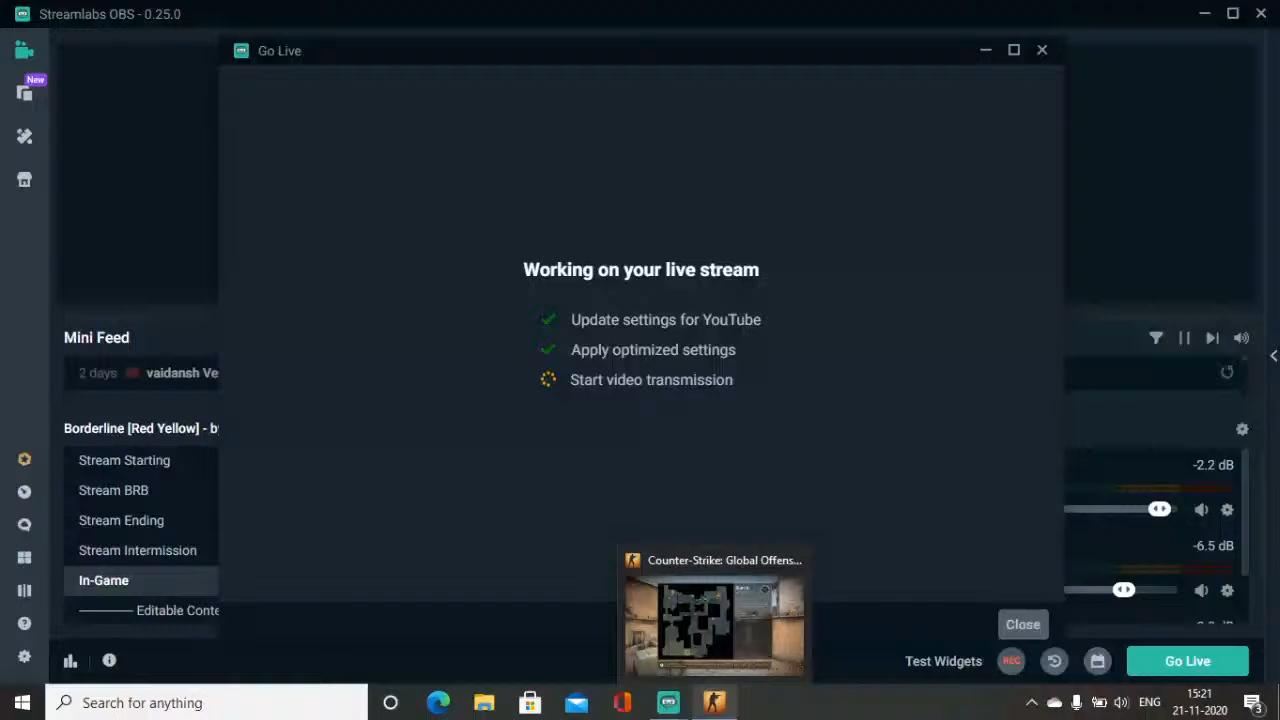 Streamlabs OBS - 0.25.0
Go Live
New
Working on your live stream
Update settings for YouTube
Apply optimized settings
Start video transmission
Mini Feed
2 days vaidansh Ve
Borderline [Red Yellow] - by
Stream Starting
Stream BRB
Stream Ending
Stream Intermission
In-Game
Editable Conte
-2.2 dB
-6.5 dB
Counter-Strike: Global Offens...
Close
Test Widgets
REC
Go Live
Search for anything
ENG
15:21
21-11-2020
3